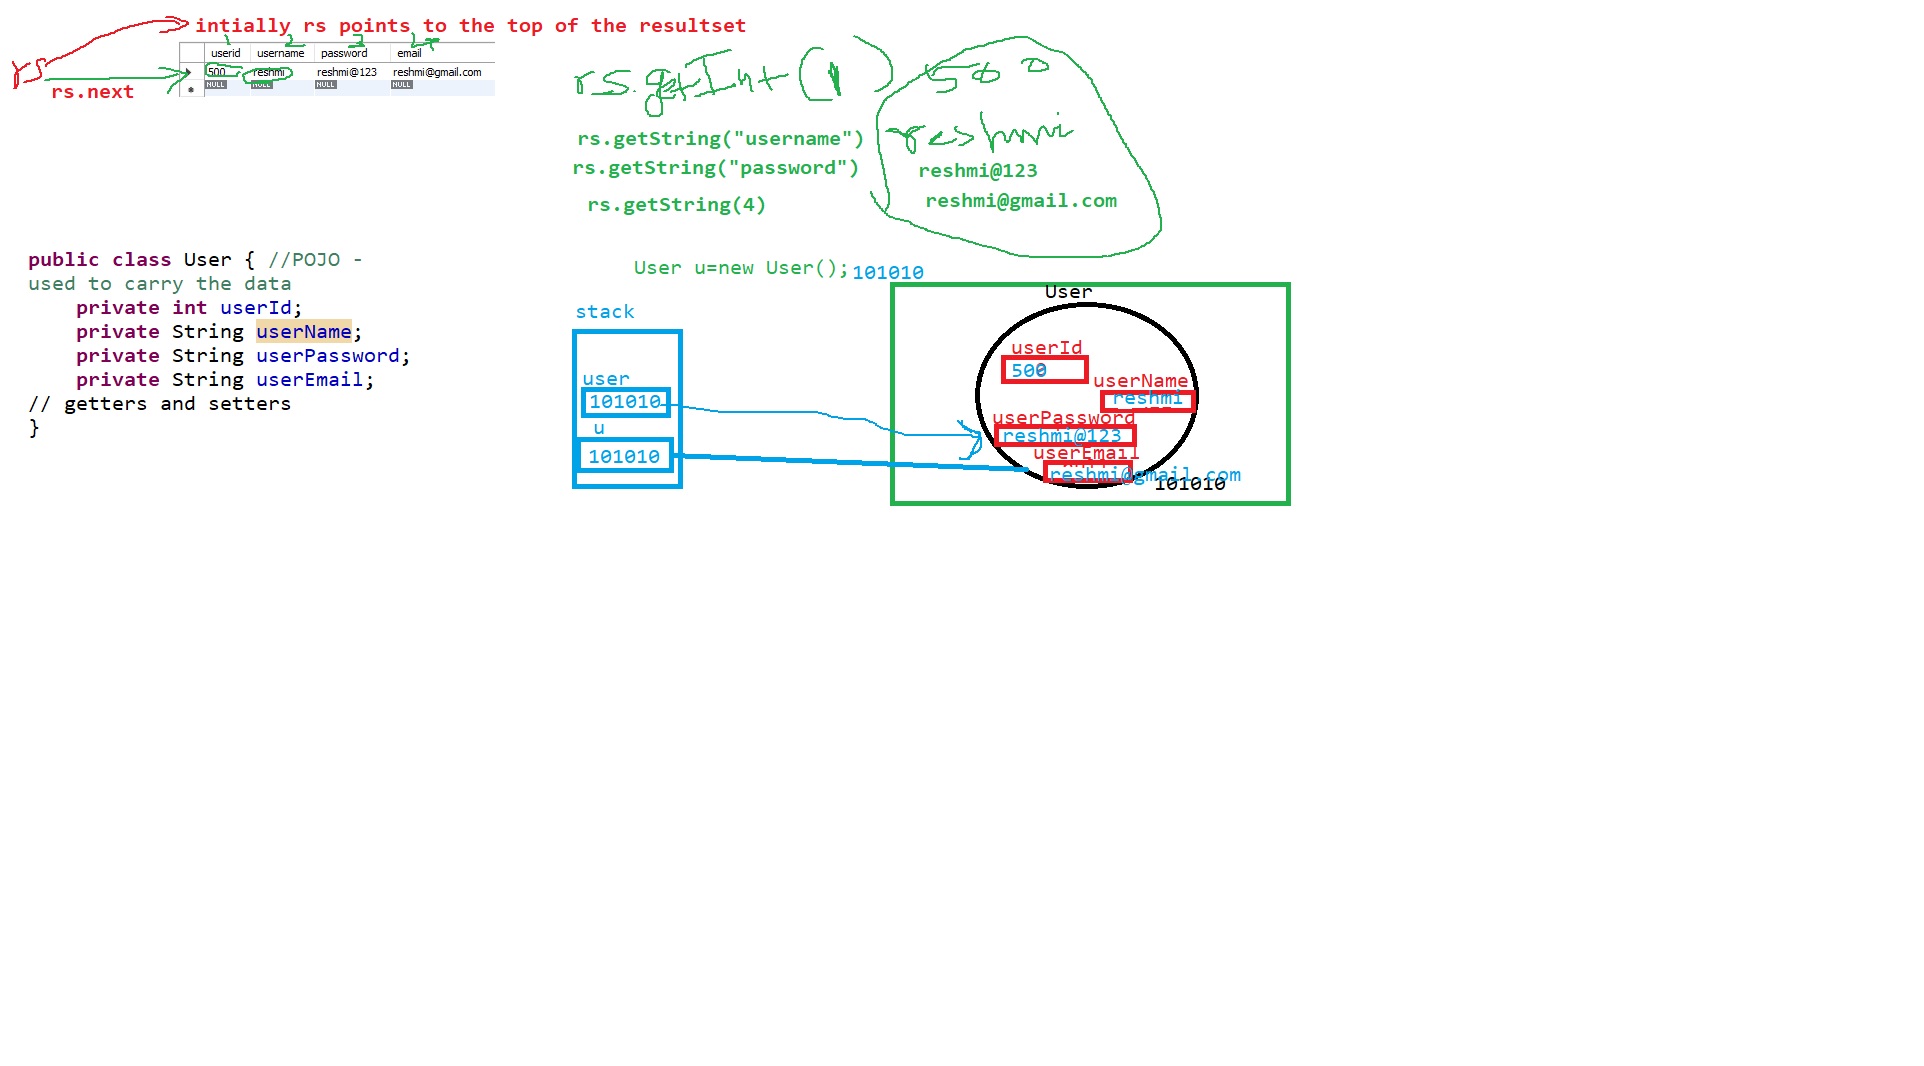 intially rs points to the top of the resultset
1 2 3 4
userid username password email
rs
500 reshmi reshmi@123 reshmi@gmail.com
NULL NULL NULL NULL
rs.next
rs.getInt(1) 500
rs.getString("username") reshmi
rs.getString("password") reshmi@123
rs.getString(4) reshmi@gmail.com
public class User { //POJO -
used to carry the data
private int userId;
private String userName;
private String userPassword;
private String userEmail;
// getters and setters
}
User u=new User(); 101010
stack
user
101010
u
101010
User
userId
500
userName
reshmi
userPassword
reshmi@123
userEmail
reshmi@gmail.com
101010